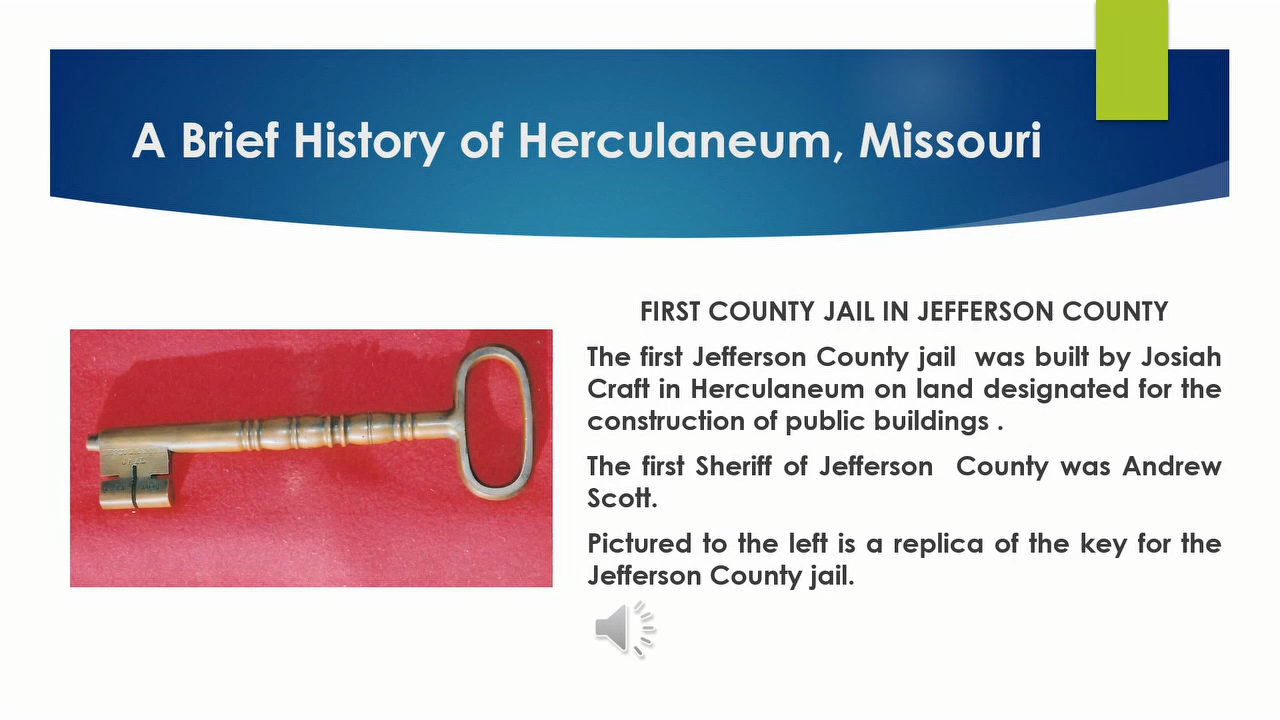 A Brief History of Herculaneum, Missouri
FIRST COUNTY JAIL IN JEFFERSON COUNTY
The first Jefferson County jail  was built by Josiah
Craft in Herculaneum on land designated for the
construction of public buildings .
The first Sheriff of Jefferson  County was Andrew
Scott.
Pictured to the left is a replica of the key for the
Jefferson County jail.